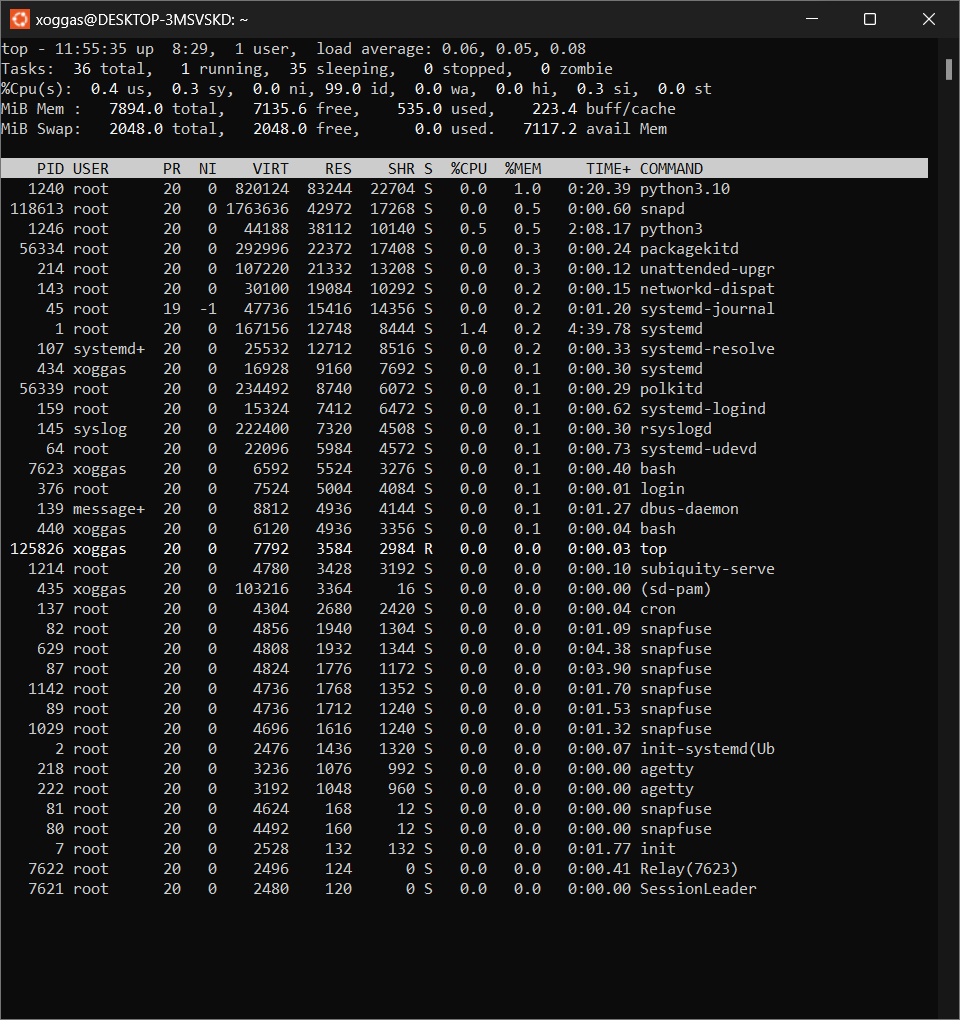 xoggas@DESKTOP-3MSVSKD: ~
top - 11:55:35 up  8:29,  1 user,  load average: 0.06, 0.05, 0.08
Tasks:  36 total,   1 running,  35 sleeping,   0 stopped,   0 zombie
%Cpu(s):  0.4 us,  0.3 sy,  0.0 ni, 99.0 id,  0.0 wa,  0.0 hi,  0.3 si,  0.0 st
MiB Mem :   7894.0 total,   7135.6 free,    535.0 used,    223.4 buff/cache
MiB Swap:   2048.0 total,   2048.0 free,      0.0 used.   7117.2 avail Mem
PID USER      PR  NI    VIRT    RES    SHR S  %CPU  %MEM     TIME+ COMMAND
1240 root      20   0  820124  83244  22704 S   0.0   1.0   0:20.39 python3.10
118613 root      20   0 1763636  42972  17268 S   0.0   0.5   0:00.60 snapd
1246 root      20   0   44188  38112  10140 S   0.5   0.5   2:08.17 python3
56334 root      20   0  292996  22372  17408 S   0.0   0.3   0:00.24 packagekitd
214 root      20   0  107220  21332  13208 S   0.0   0.3   0:00.12 unattended-upgr
143 root      20   0   30100  19084  10292 S   0.0   0.2   0:00.15 networkd-dispat
45 root      19  -1   47736  15416  14356 S   0.0   0.2   0:01.20 systemd-journal
1 root      20   0  167156  12748   8444 S   1.4   0.2   4:39.78 systemd
107 systemd+  20   0   25532  12712   8516 S   0.0   0.2   0:00.33 systemd-resolve
434 xoggas    20   0   16928   9160   7692 S   0.0   0.1   0:00.30 systemd
56339 root      20   0  234492   8740   6072 S   0.0   0.1   0:00.29 polkitd
159 root      20   0   15324   7412   6472 S   0.0   0.1   0:00.62 systemd-logind
145 syslog    20   0  222400   7320   4508 S   0.0   0.1   0:00.30 rsyslogd
64 root      20   0   22096   5984   4572 S   0.0   0.1   0:00.73 systemd-udevd
7623 xoggas    20   0    6592   5524   3276 S   0.0   0.1   0:00.40 bash
376 root      20   0    7524   5004   4084 S   0.0   0.1   0:00.01 login
139 message+  20   0    8812   4936   4144 S   0.0   0.1   0:01.27 dbus-daemon
440 xoggas    20   0    6120   4936   3356 S   0.0   0.1   0:00.04 bash
125826 xoggas    20   0    7792   3584   2984 R   0.0   0.0   0:00.03 top
1214 root      20   0    4780   3428   3192 S   0.0   0.0   0:00.10 subiquity-serve
435 xoggas    20   0  103216   3364     16 S   0.0   0.0   0:00.00 (sd-pam)
137 root      20   0    4304   2680   2420 S   0.0   0.0   0:00.04 cron
82 root      20   0    4856   1940   1304 S   0.0   0.0   0:01.09 snapfuse
629 root      20   0    4808   1932   1344 S   0.0   0.0   0:04.38 snapfuse
87 root      20   0    4824   1776   1172 S   0.0   0.0   0:03.90 snapfuse
1142 root      20   0    4736   1768   1352 S   0.0   0.0   0:01.70 snapfuse
89 root      20   0    4736   1712   1240 S   0.0   0.0   0:01.53 snapfuse
1029 root      20   0    4696   1616   1240 S   0.0   0.0   0:01.32 snapfuse
2 root      20   0    2476   1436   1320 S   0.0   0.0   0:00.07 init-systemd(Ub
218 root      20   0    3236   1076    992 S   0.0   0.0   0:00.00 agetty
222 root      20   0    3192   1048    960 S   0.0   0.0   0:00.00 agetty
81 root      20   0    4624    168     12 S   0.0   0.0   0:00.00 snapfuse
80 root      20   0    4492    160     12 S   0.0   0.0   0:00.00 snapfuse
7 root      20   0    2528    132    132 S   0.0   0.0   0:01.77 init
7622 root      20   0    2496    124      0 S   0.0   0.0   0:00.41 Relay(7623)
7621 root      20   0    2480    120      0 S   0.0   0.0   0:00.00 SessionLeader